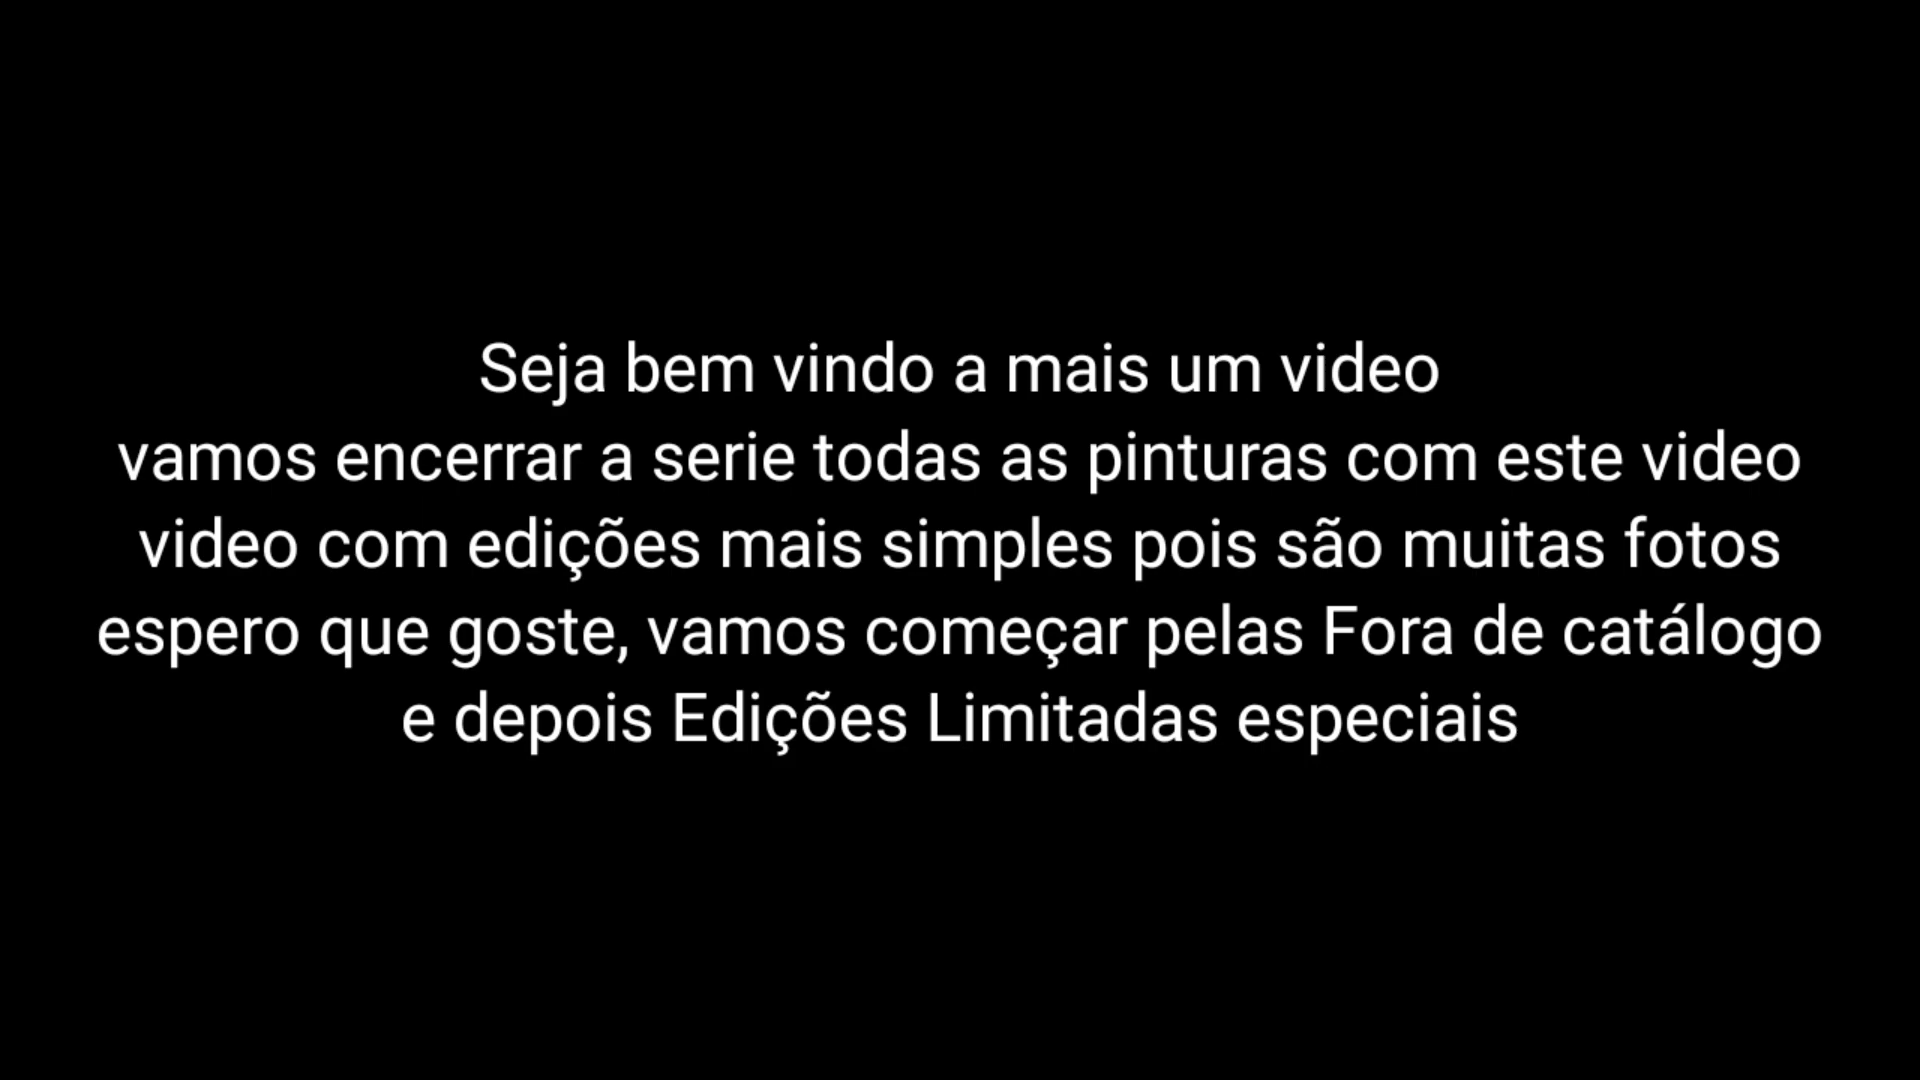 Seja bem vindo a mais um video
vamos encerrar a serie todas as pinturas com este video
video com edições mais simples pois são muitas fotos
espero que goste, vamos começar pelas Fora de catálogo
e depois Edições Limitadas especiais